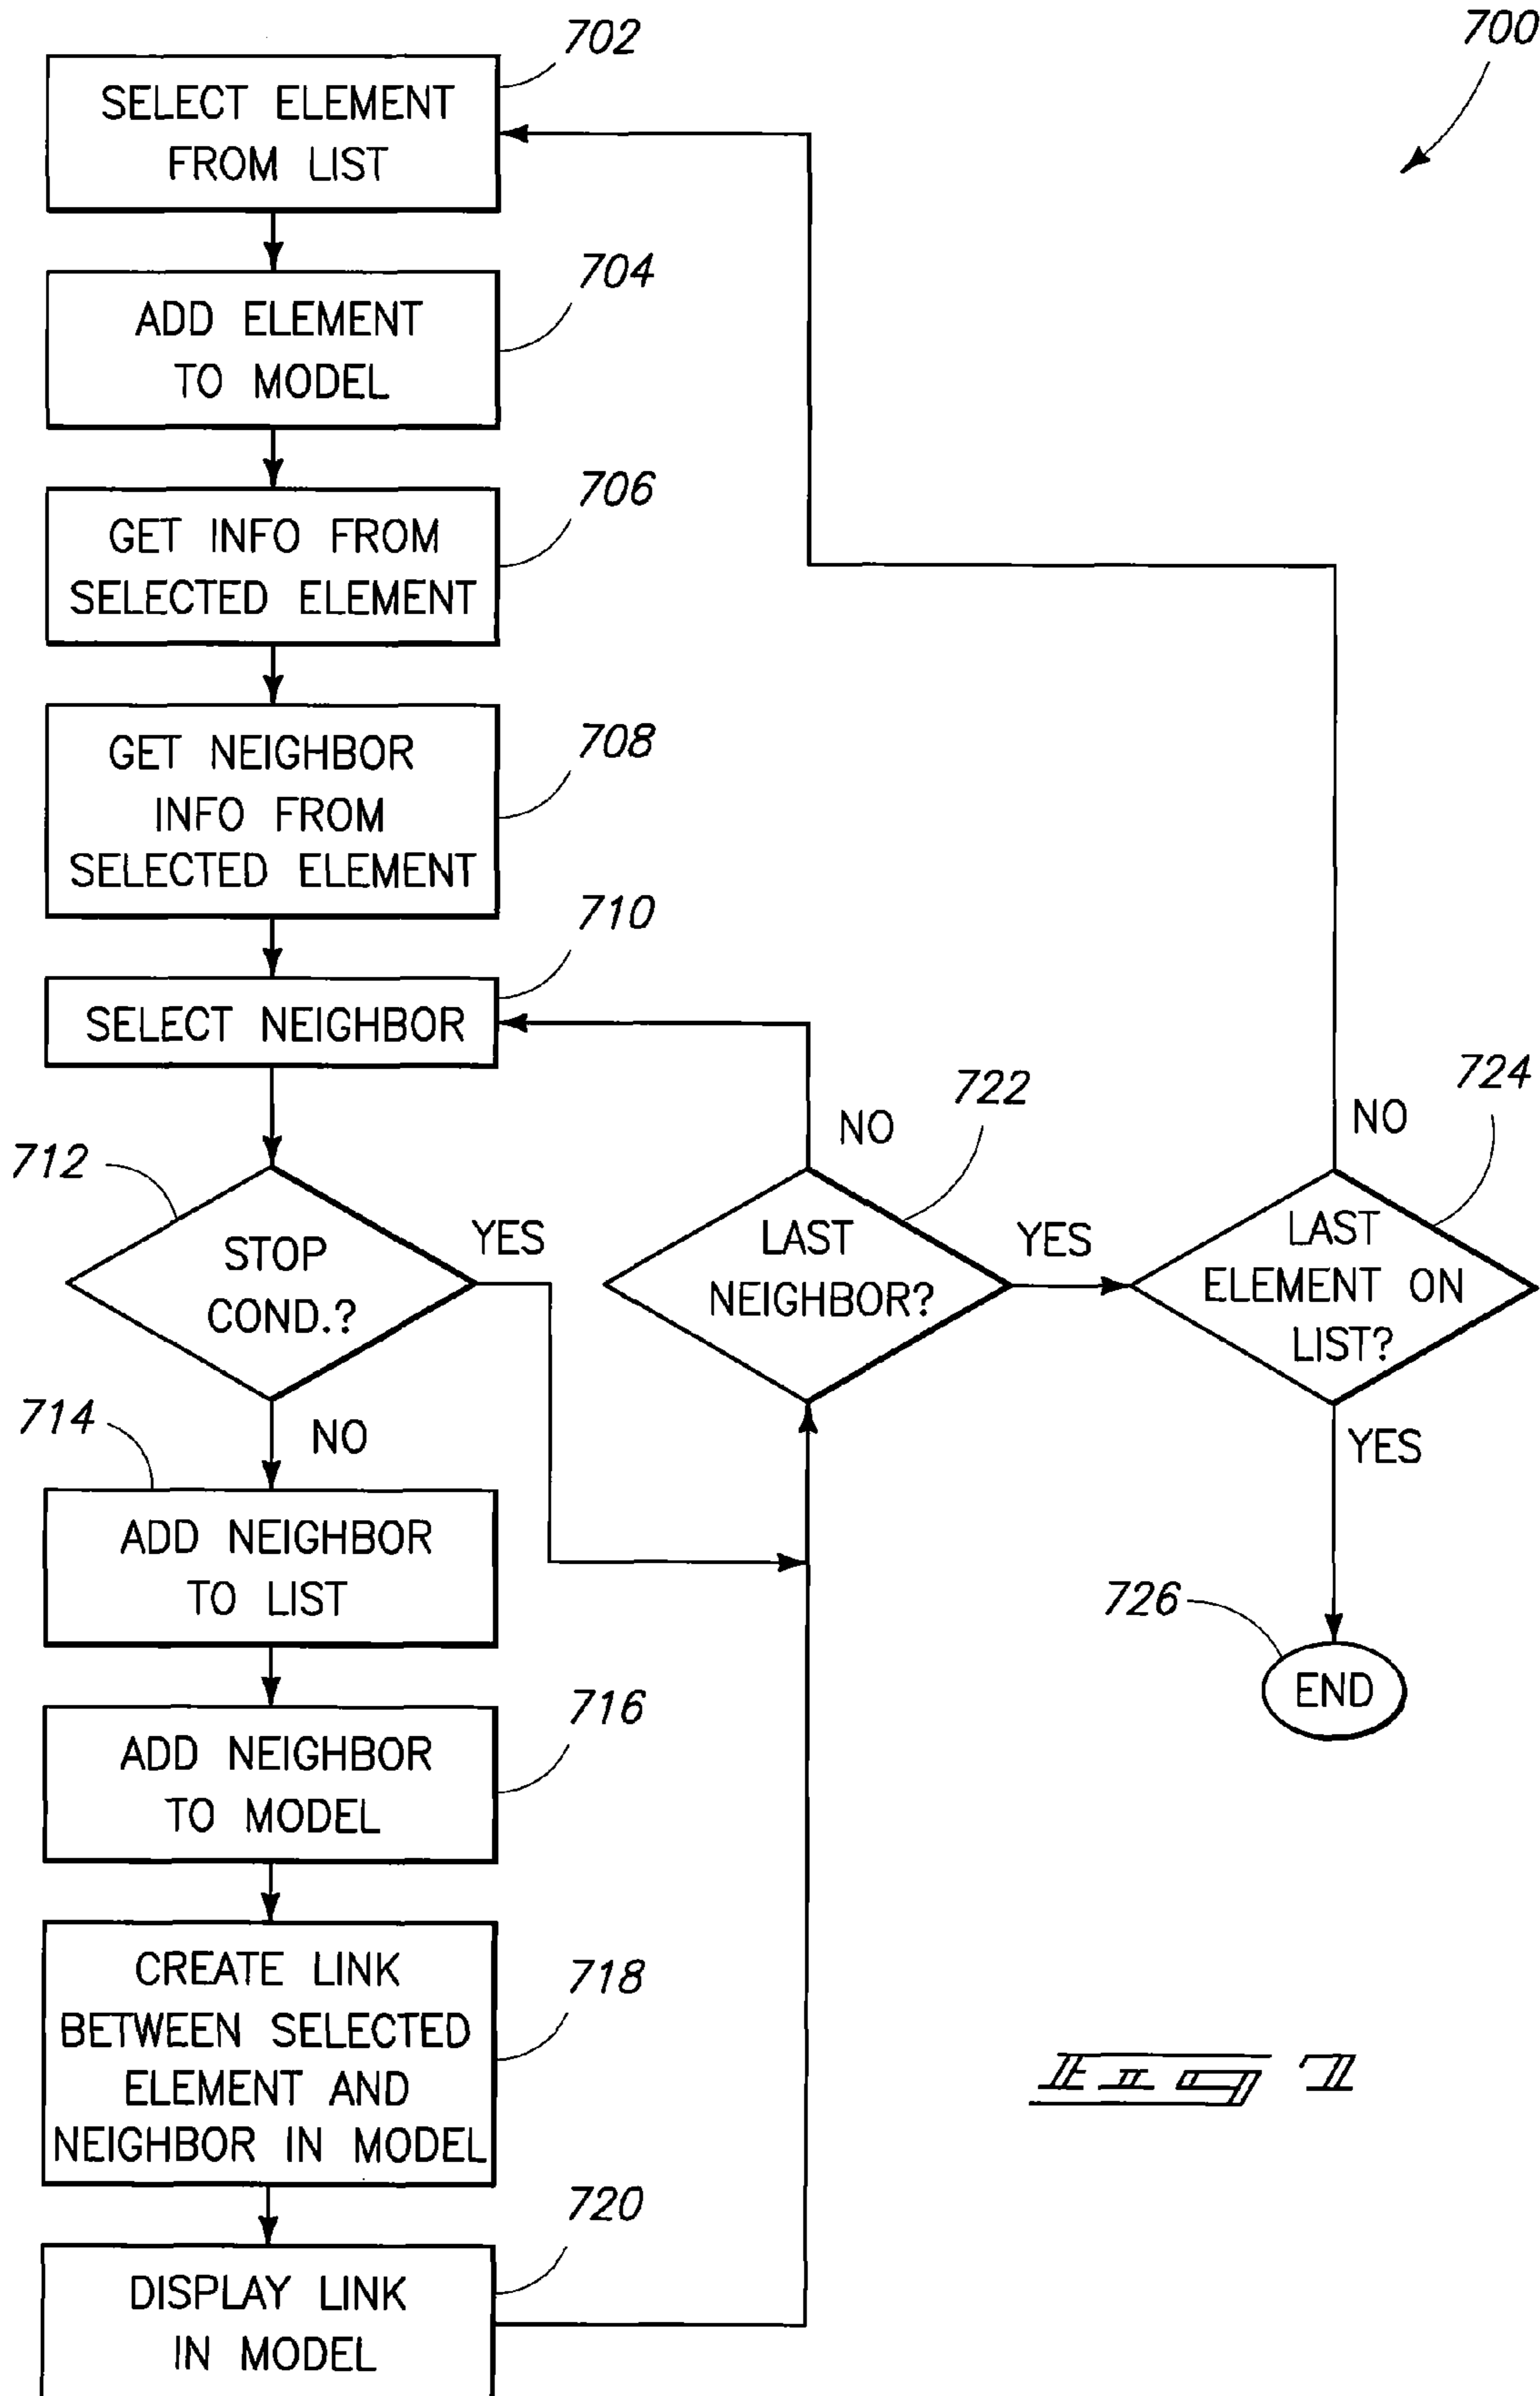 700
702
SELECT ELEMENT
FROM LIST
704
ADD ELEMENT
TO MODEL
706
GET INFO FROM
SELECTED ELEMENT
708
GET NEIGHBOR
INFO FROM
SELECTED ELEMENT
710
SELECT NEIGHBOR
712
STOP
COND.?
YES
NO
722
LAST
NEIGHBOR?
NO
YES
724
LAST
ELEMENT ON
LIST?
NO
YES
726
END
714
ADD NEIGHBOR
TO LIST
716
ADD NEIGHBOR
TO MODEL
718
CREATE LINK
BETWEEN SELECTED
ELEMENT AND
NEIGHBOR IN MODEL
720
DISPLAY LINK
IN MODEL
FIG 7